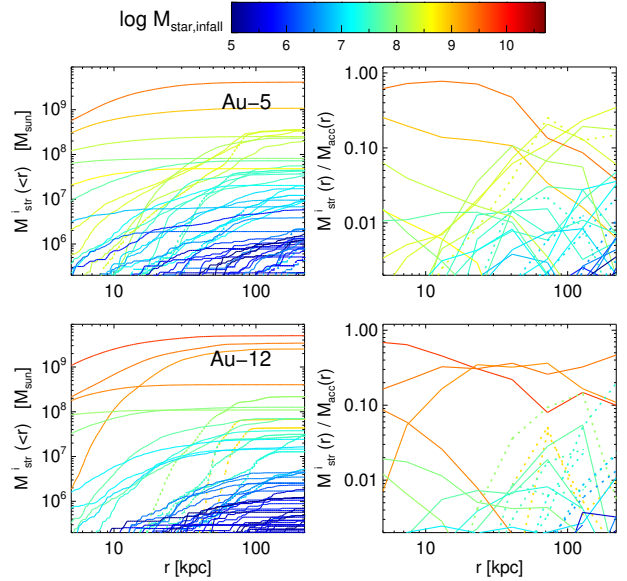 log M_star,infall
5 6 7 8 9 10
Au-5
M^i_str (<r) [M_sun]
10^9
10^8
10^7
10^6
10 100
M^i_str (r) / M_acc(r)
1.00
0.10
0.01
10 100
Au-12
M^i_str (<r) [M_sun]
10^9
10^8
10^7
10^6
10 100
r [kpc]
M^i_str (r) / M_acc(r)
1.00
0.10
0.01
10 100
r [kpc]